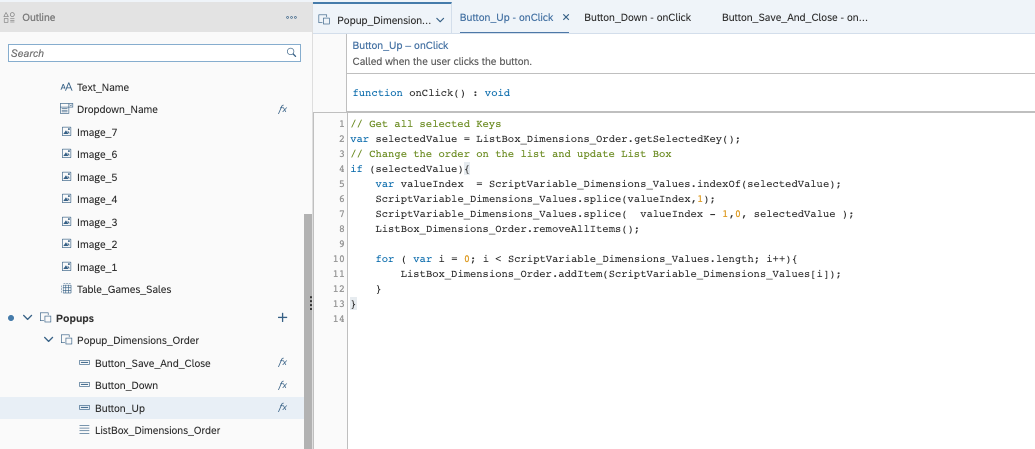 Outline
Search
Text_Name
Dropdown_Name fx
Image_7
Image_6
Image_5
Image_4
Image_3
Image_2
Image_1
Table_Games_Sales
Popups
Popup_Dimensions_Order
Button_Save_And_Close fx
Button_Down fx
Button_Up fx
ListBox_Dimensions_Order
Popup_Dimension... Button_Up - onClick Button_Down - onClick Button_Save_And_Close - on...
Button_Up – onClick
Called when the user clicks the button.
function onClick() : void
1 // Get all selected Keys
2 var selectedValue = ListBox_Dimensions_Order.getSelectedKey();
3 // Change the order on the list and update List Box
4 if (selectedValue){
5 var valueIndex  = ScriptVariable_Dimensions_Values.indexOf(selectedValue);
6 ScriptVariable_Dimensions_Values.splice(valueIndex,1);
7 ScriptVariable_Dimensions_Values.splice(  valueIndex - 1,0, selectedValue );
8 ListBox_Dimensions_Order.removeAllItems();
9
10 for ( var i = 0; i < ScriptVariable_Dimensions_Values.length; i++){
11 ListBox_Dimensions_Order.addItem(ScriptVariable_Dimensions_Values[i]);
12 }
13 }
14